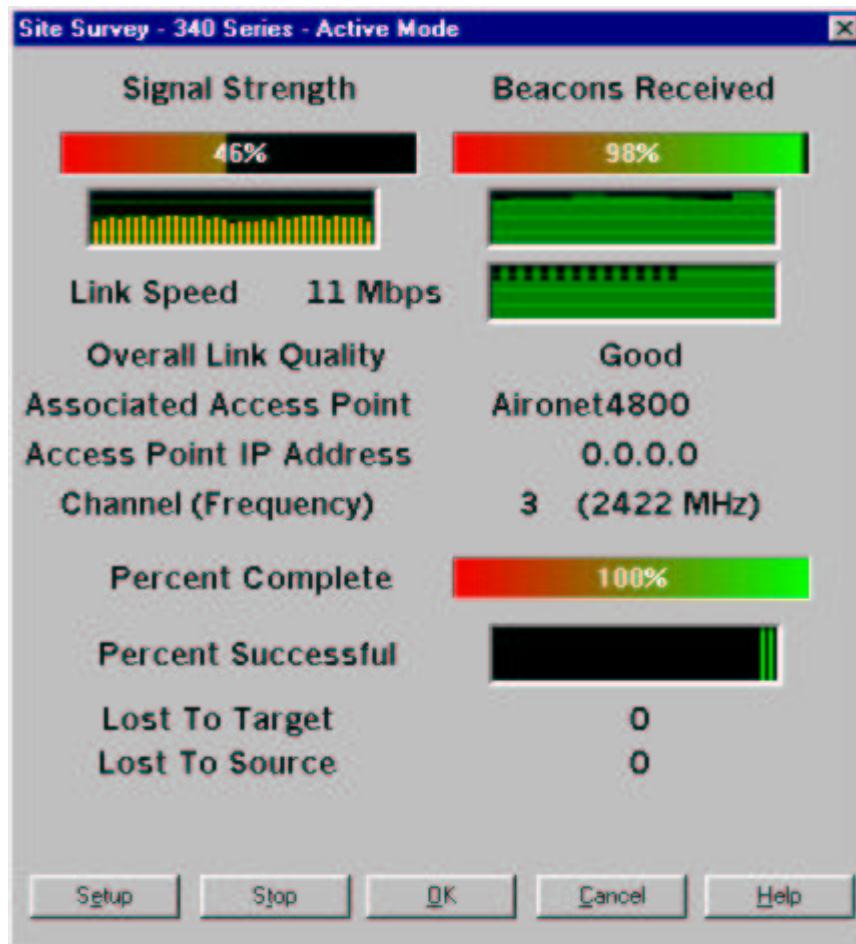 Site Survey - 340 Series - Active Mode
Signal Strength Beacons Received
46% 98%
Link Speed 11 Mbps
Overall Link Quality Good
Associated Access Point Aironet4800
Access Point IP Address 0.0.0.0
Channel (Frequency) 3 (2422 MHz)
Percent Complete 100%
Percent Successful
Lost To Target 0
Lost To Source 0
Setup Stop OK Cancel Help